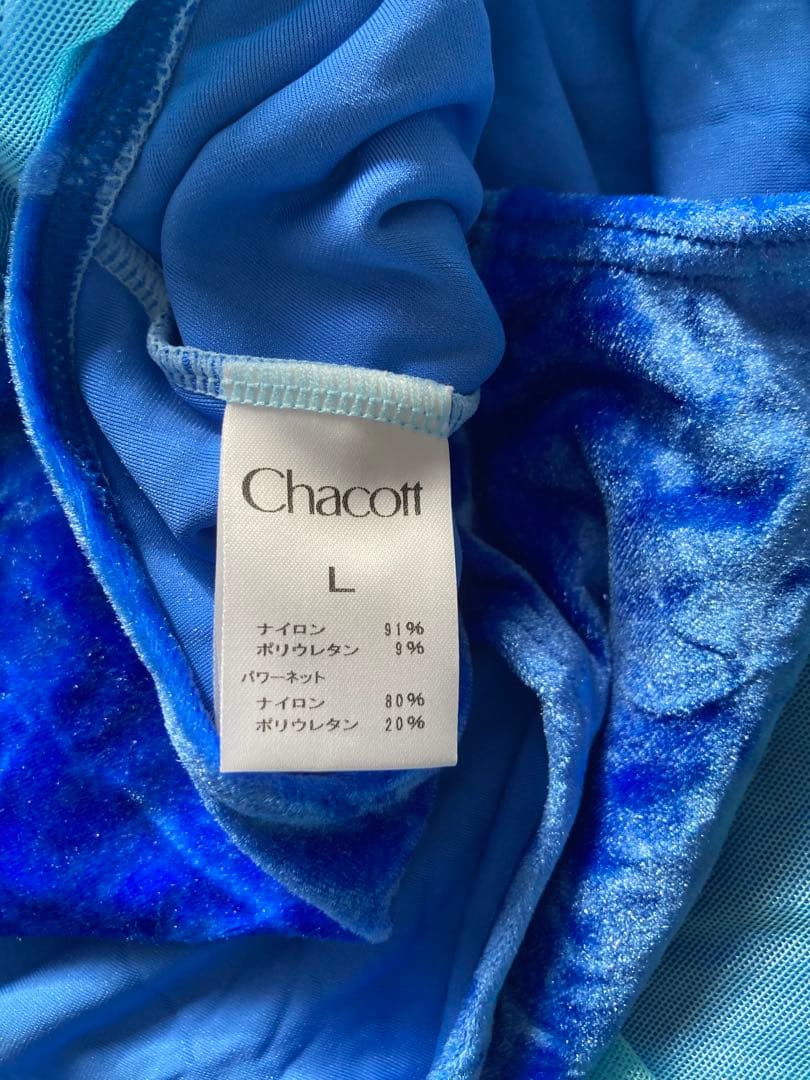 Chacott
L
ナイロン 91%
ポリウレタン 9%
パワーネット
ナイロン 80%
ポリウレタン 20%